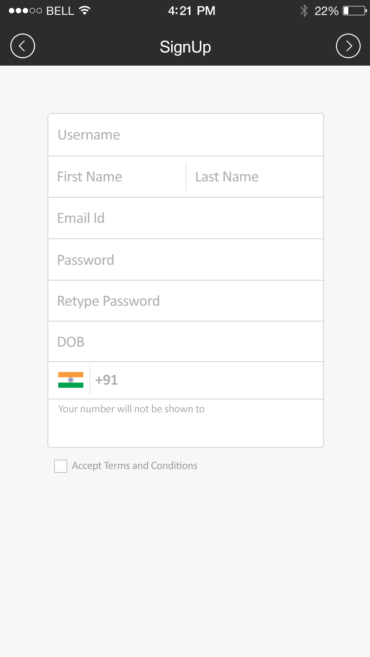 BELL 4:21 PM 22%
SignUp
Username
First Name Last Name
Email Id
Password
Retype Password
DOB
+91
Your number will not be shown to
Accept Terms and Conditions